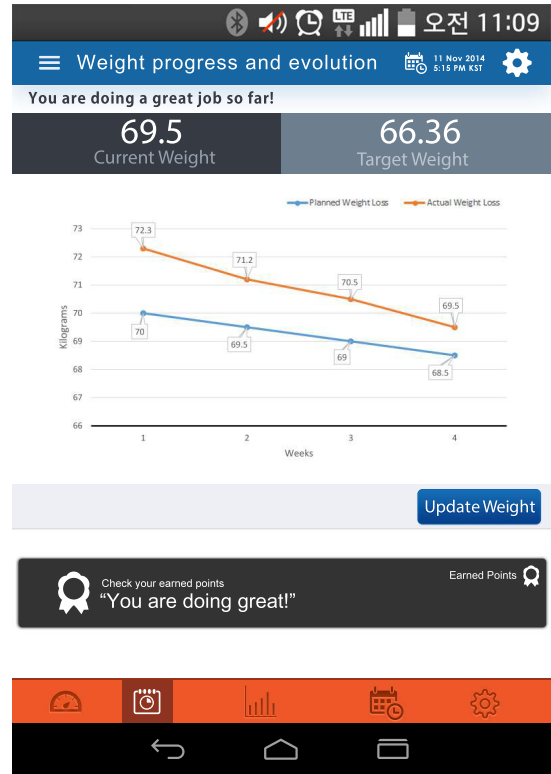 LTE 오전 11:09
Weight progress and evolution
11 Nov 2014
5:15 PM KST
You are doing a great job so far!
69.5
Current Weight
66.36
Target Weight
Planned Weight Loss
Actual Weight Loss
Kilograms
73
72
71
70
69
68
67
66
72.3
71.2
70.5
69.5
70
69.5
69
68.5
1 2 3 4
Weeks
Update Weight
Check your earned points
“You are doing great!”
Earned Points